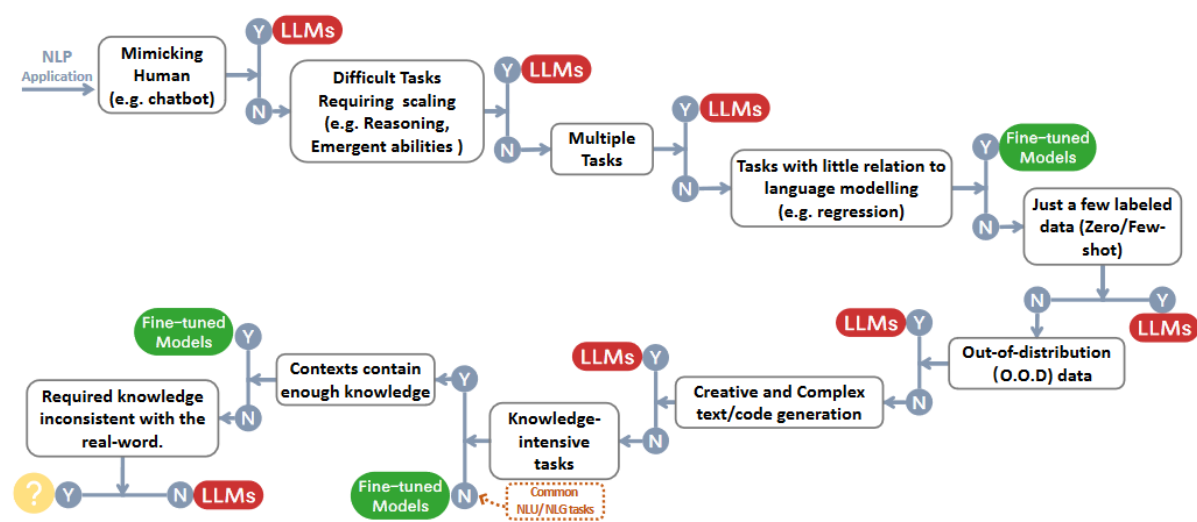 NLP
Application
Mimicking
Human
(e.g. chatbot)
Y
LLMs
N
Difficult Tasks
Requiring scaling
(e.g. Reasoning,
Emergent abilities )
Y
LLMs
N
Multiple
Tasks
Y
LLMs
N
Tasks with little relation to
language modelling
(e.g. regression)
Y
Fine-tuned
Models
N
Just a few labeled
data (Zero/Few-
shot)
N
Y
LLMs
Out-of-distribution
(O.O.D) data
LLMs
Y
N
Creative and Complex
text/code generation
LLMs
Y
N
Knowledge-
intensive
tasks
Y
Fine-tuned
Models
N
Common
NLU/ NLG tasks
Contexts contain
enough knowledge
Fine-tuned
Models
Y
N
Required knowledge
inconsistent with the
real-word.
?
Y
N
LLMs